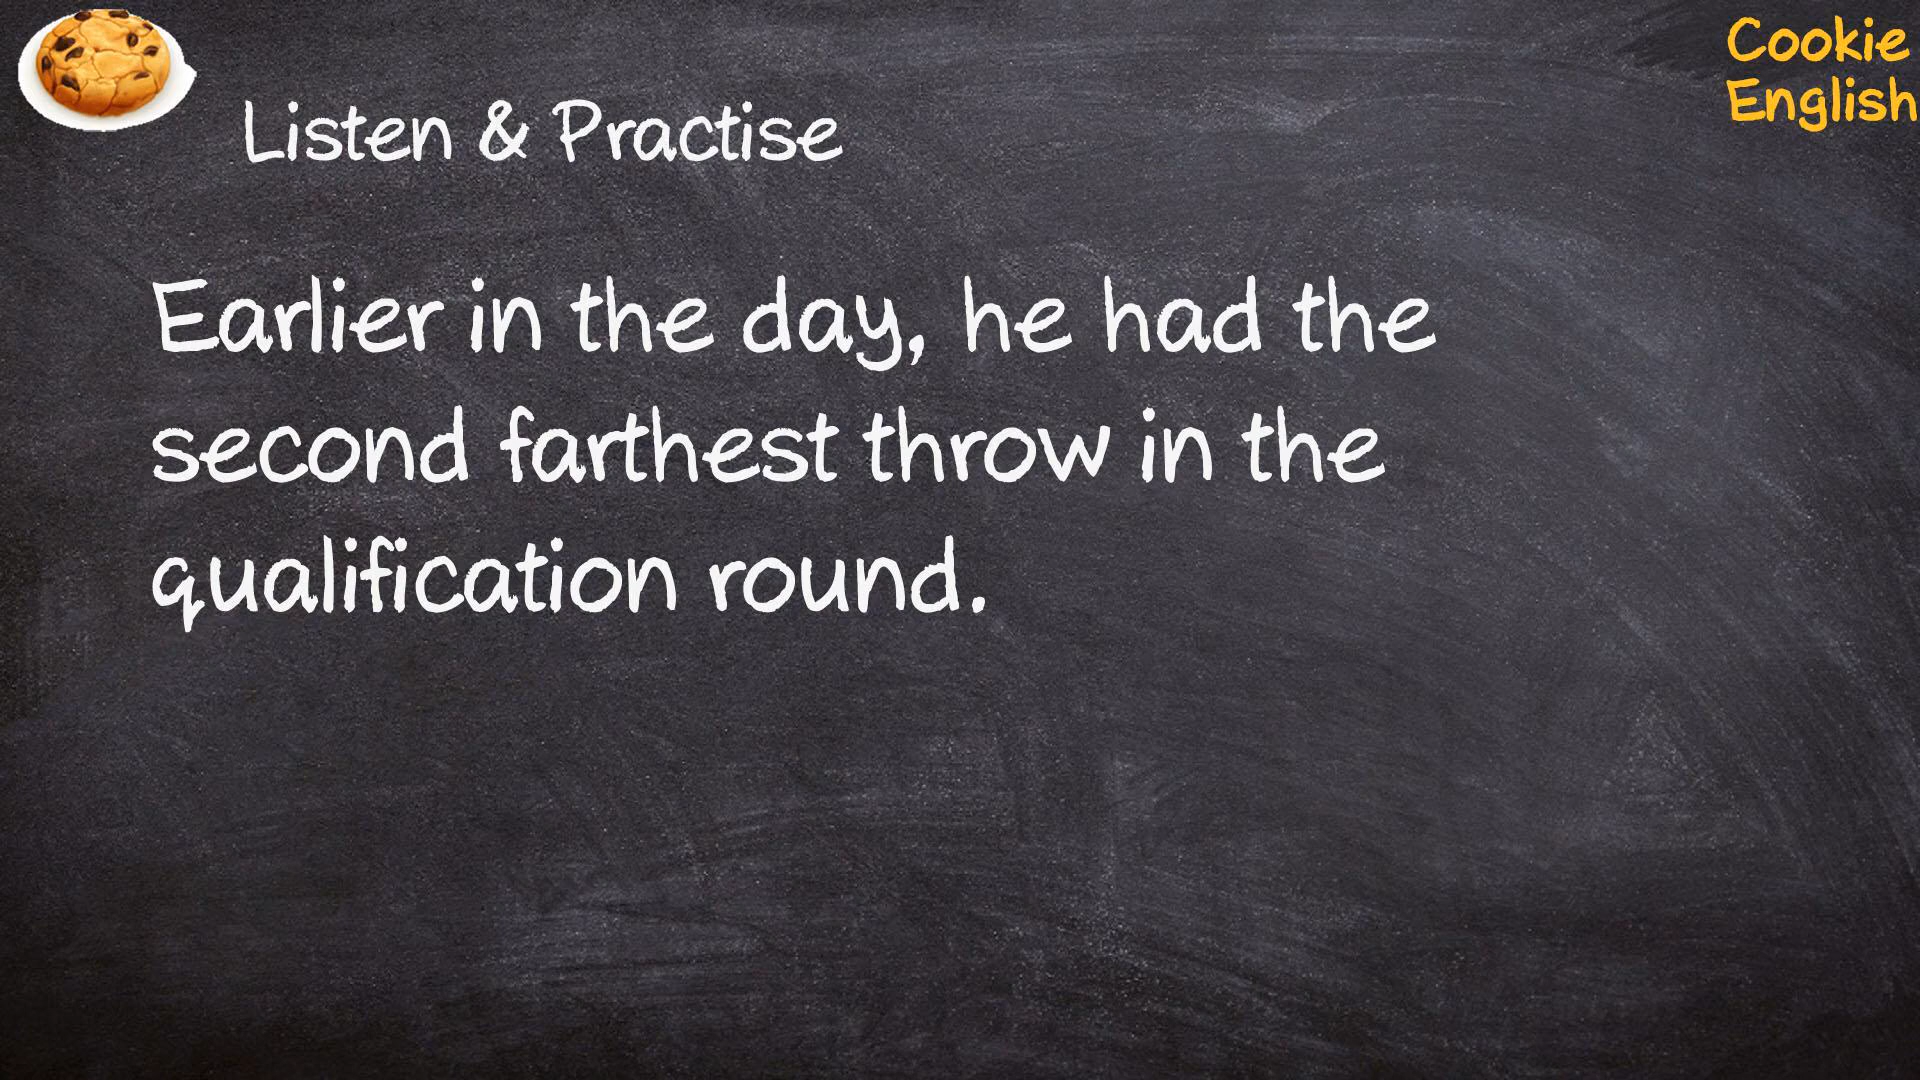 Cookie
English
Listen & Practise
Earlier in the day, he had the
second farthest throw in the
qualification round.